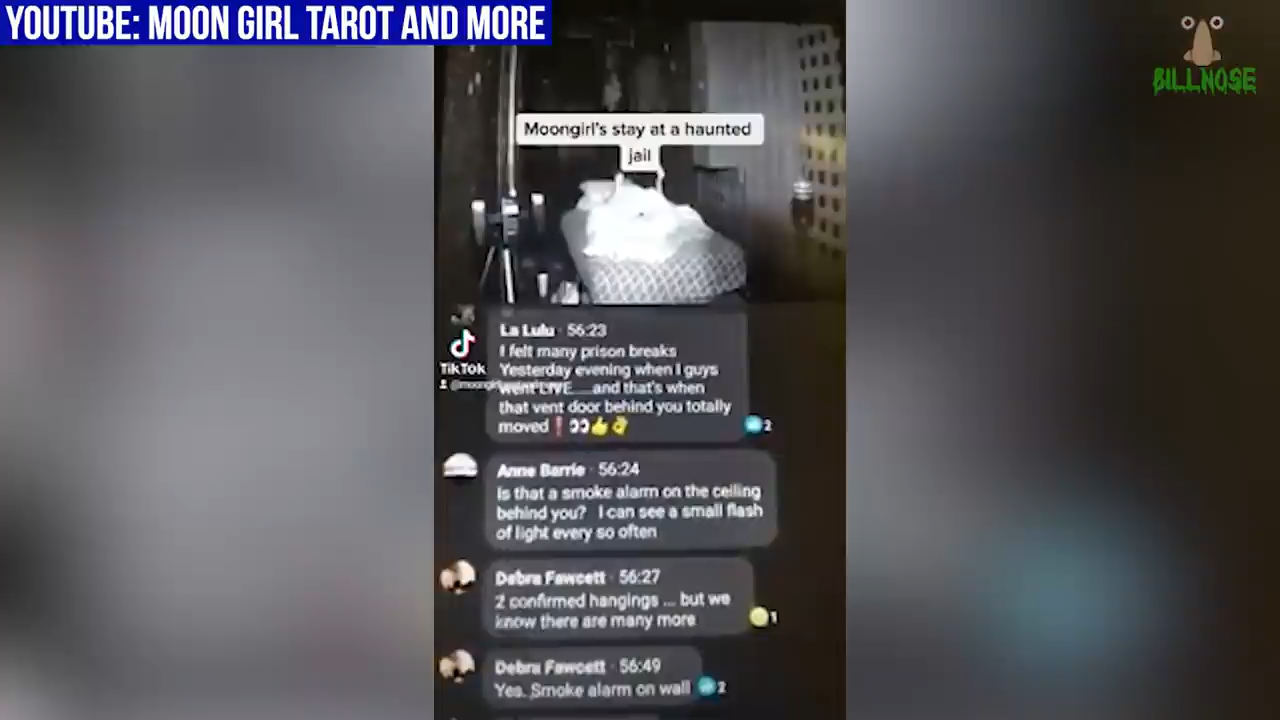 YOUTUBE: MOON GIRL TAROT AND MORE
BILLNOSE
Moongirl's stay at a haunted
jail
La Lulu · 56:23
I felt many prison breaks
Yesterday evening when I guys
went LIVE.....and that's when
that vent door behind you totally
moved❗👀👍👌
2
TikTok
Anne Barrie · 56:24
Is that a smoke alarm on the ceiling
behind you? I can see a small flash
of light every so often
Debra Fawcett · 56:27
2 confirmed hangings ... but we
know there are many more
1
Debra Fawcett · 56:49
Yes. Smoke alarm on wall
2